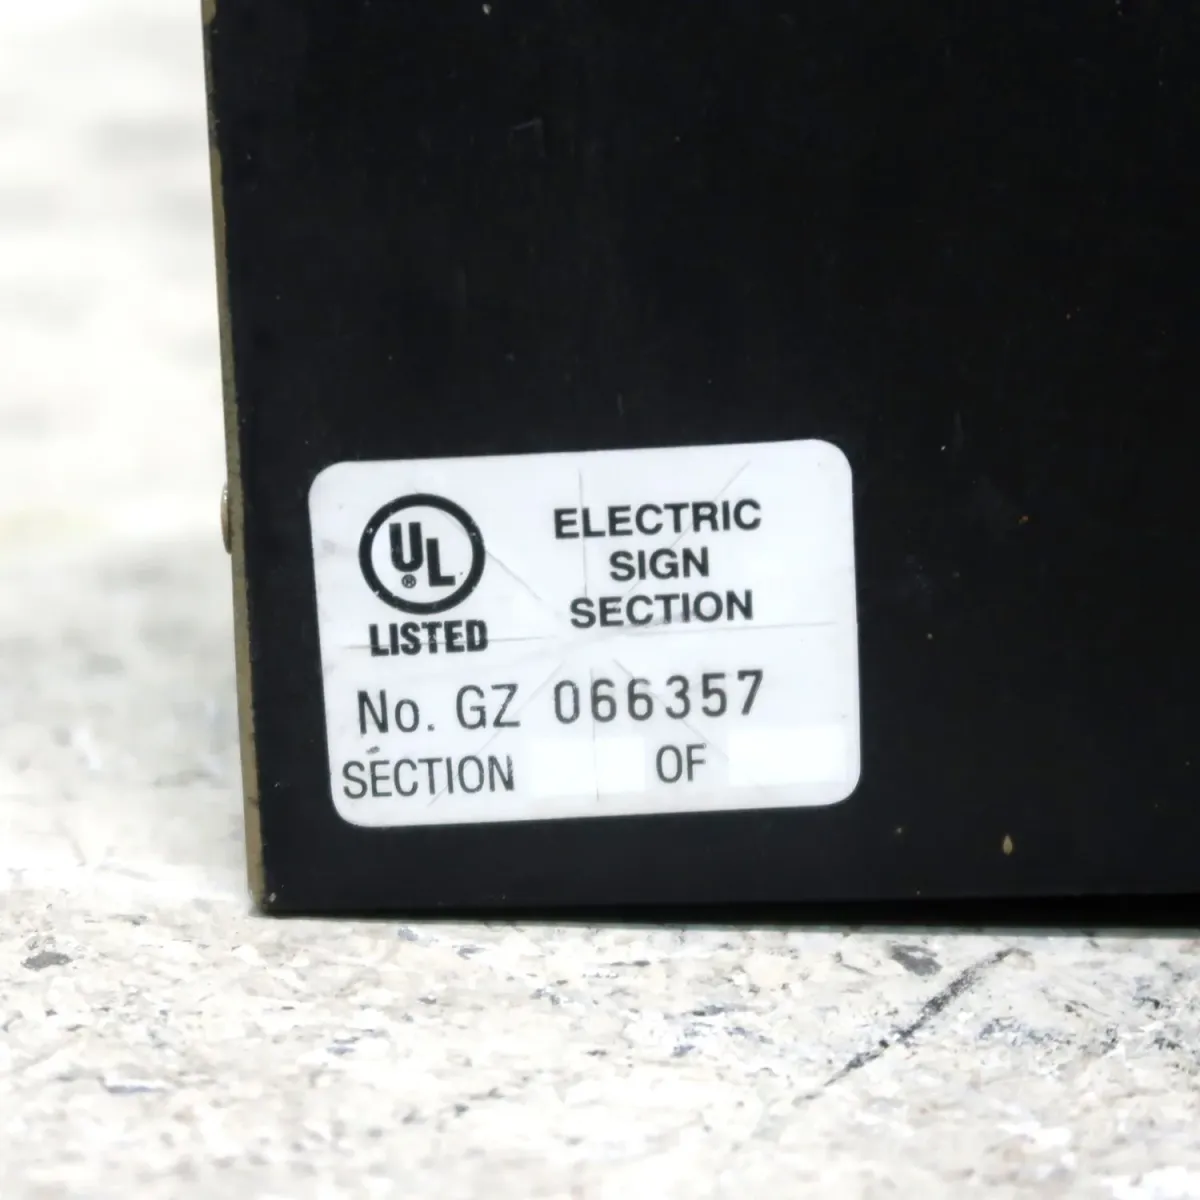 UL®
LISTED
ELECTRIC
SIGN
SECTION
No. GZ 066357
SECTION OF